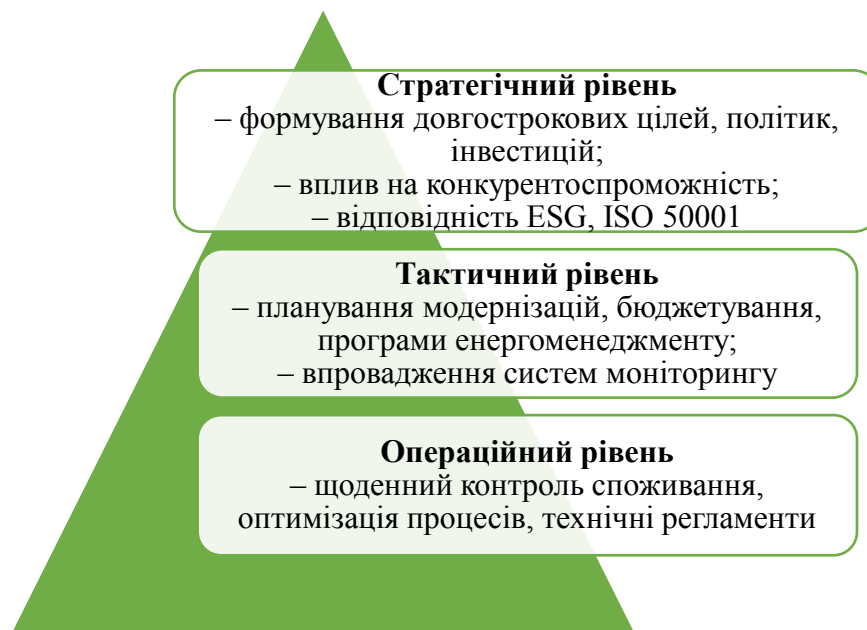 Стратегічний рівень
– формування довгострокових цілей, політик,
інвестицій;
– вплив на конкурентоспроможність;
– відповідність ESG, ISO 50001
Тактичний рівень
– планування модернізацій, бюджетування,
програми енергоменеджменту;
– впровадження систем моніторингу
Операційний рівень
– щоденний контроль споживання,
оптимізація процесів, технічні регламенти